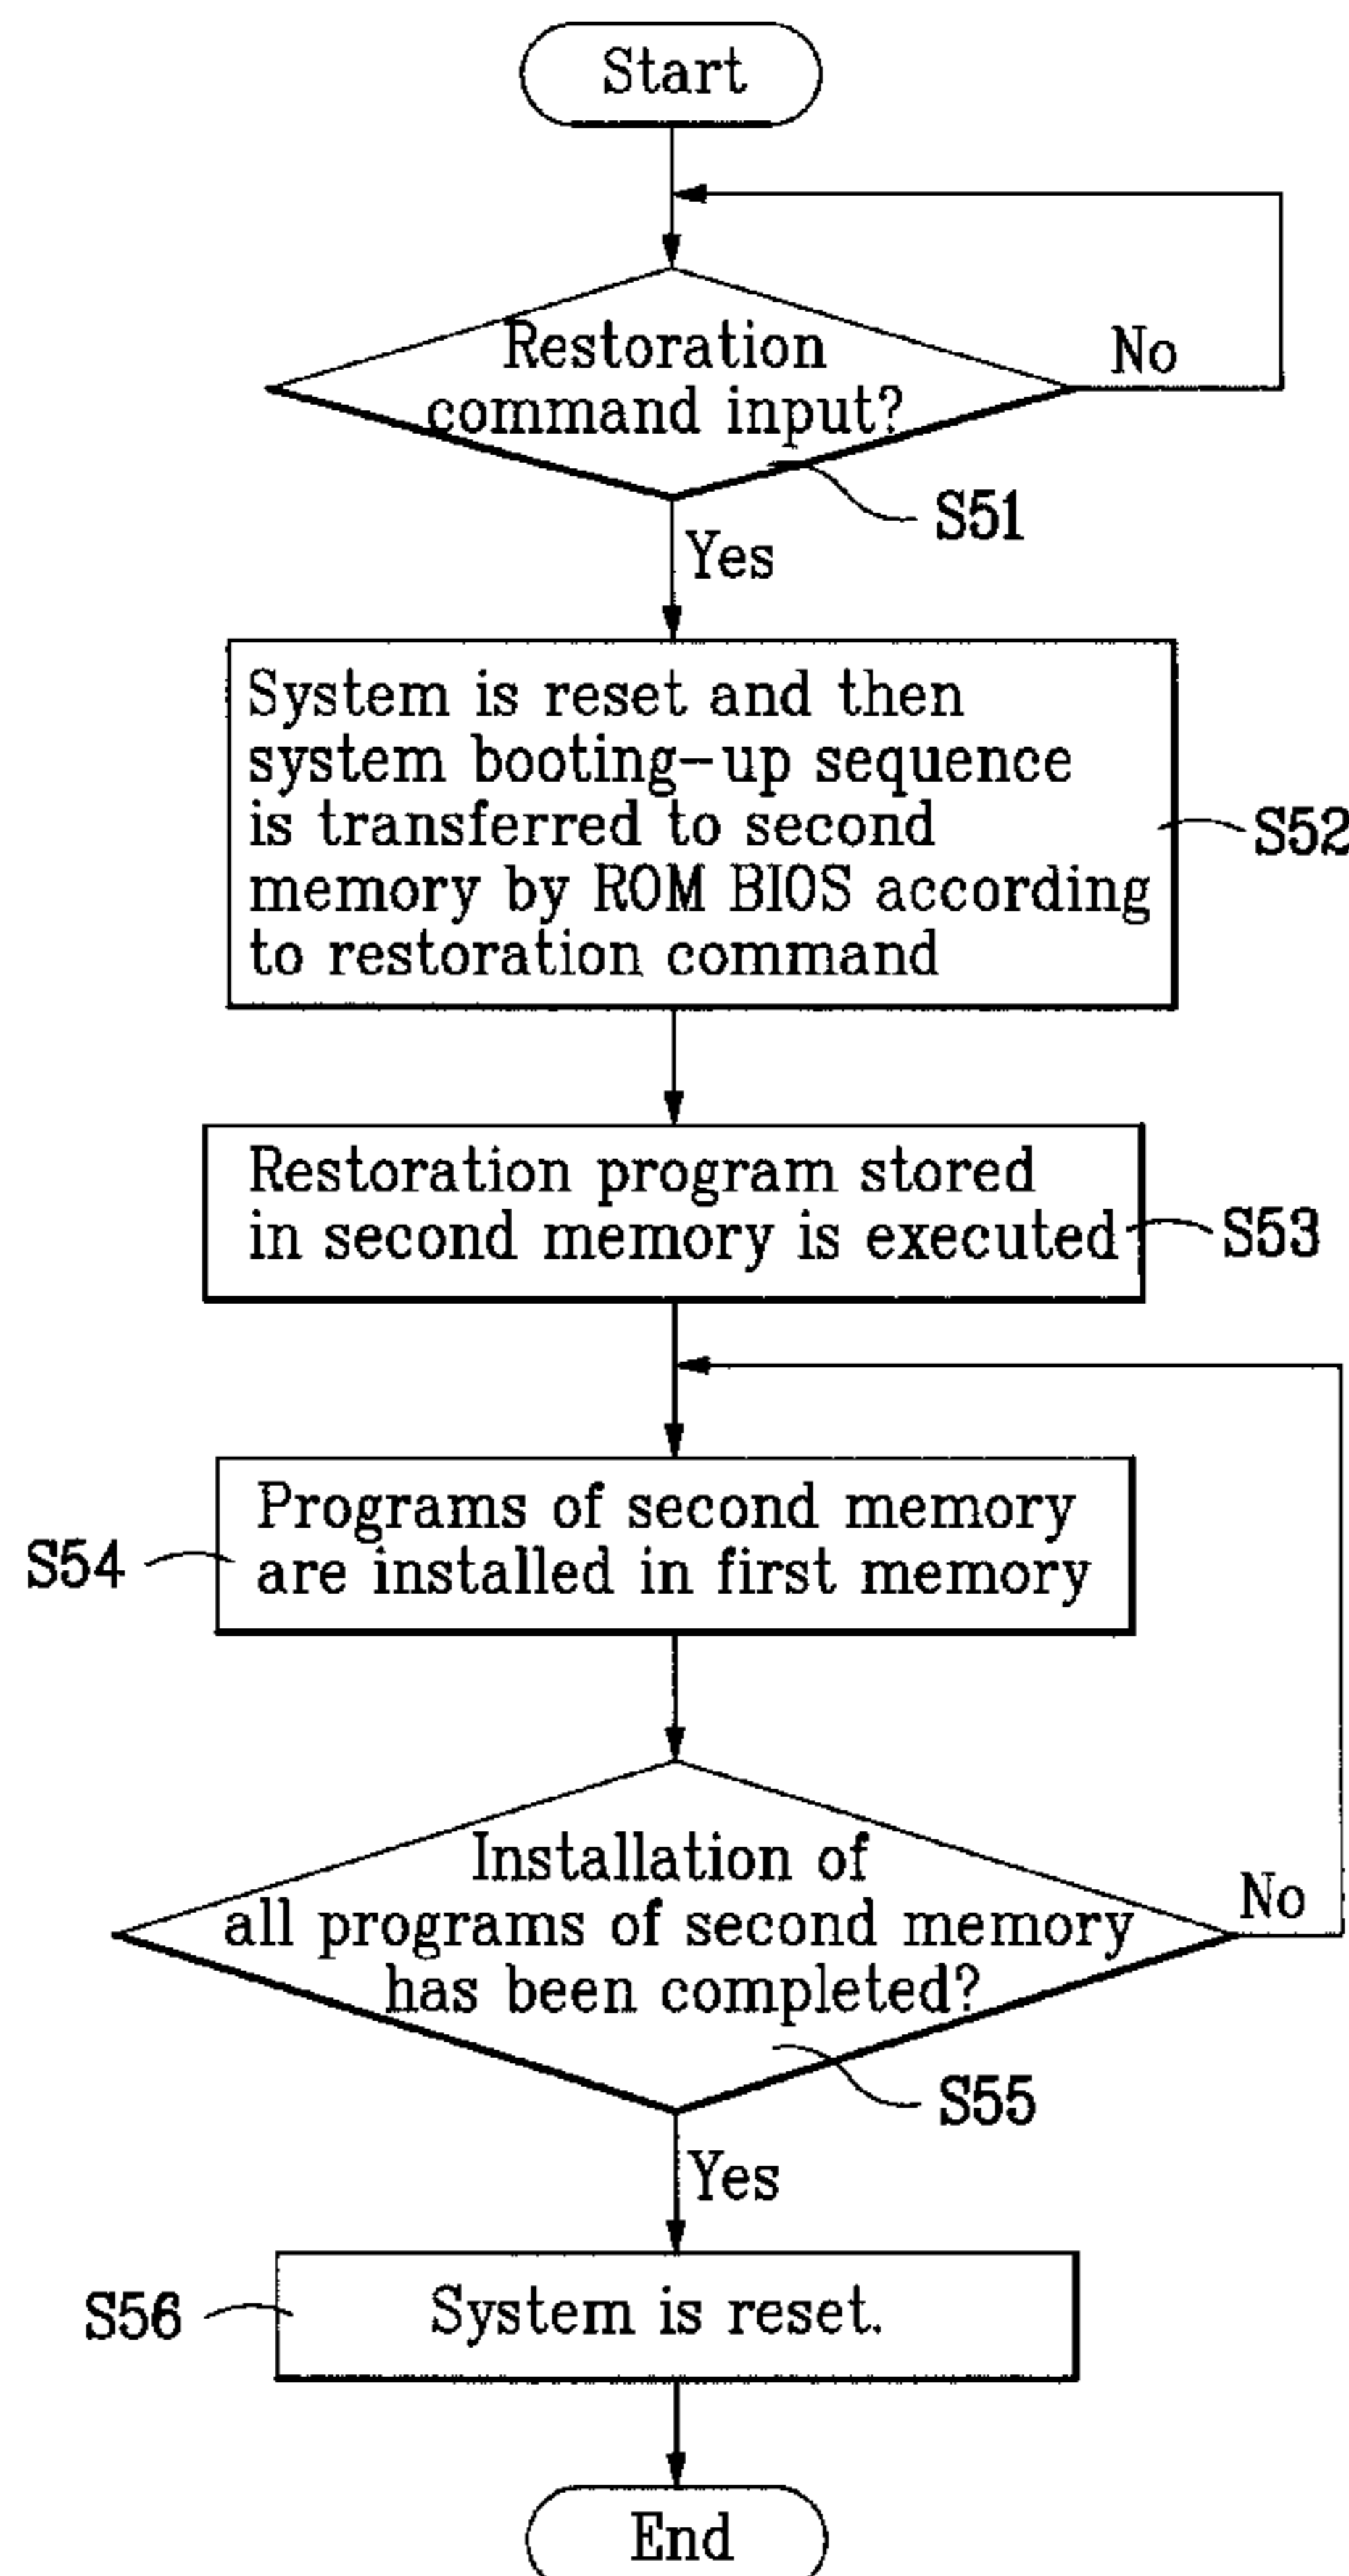 Start
Restoration
command input?
No
S51
Yes
System is reset and then
system booting-up sequence
is transferred to second
memory by ROM BIOS according
to restoration command
S52
Restoration program stored
in second memory is executed
S53
Programs of second memory
are installed in first memory
S54
Installation of
all programs of second memory
has been completed?
No
S55
Yes
System is reset.
S56
End